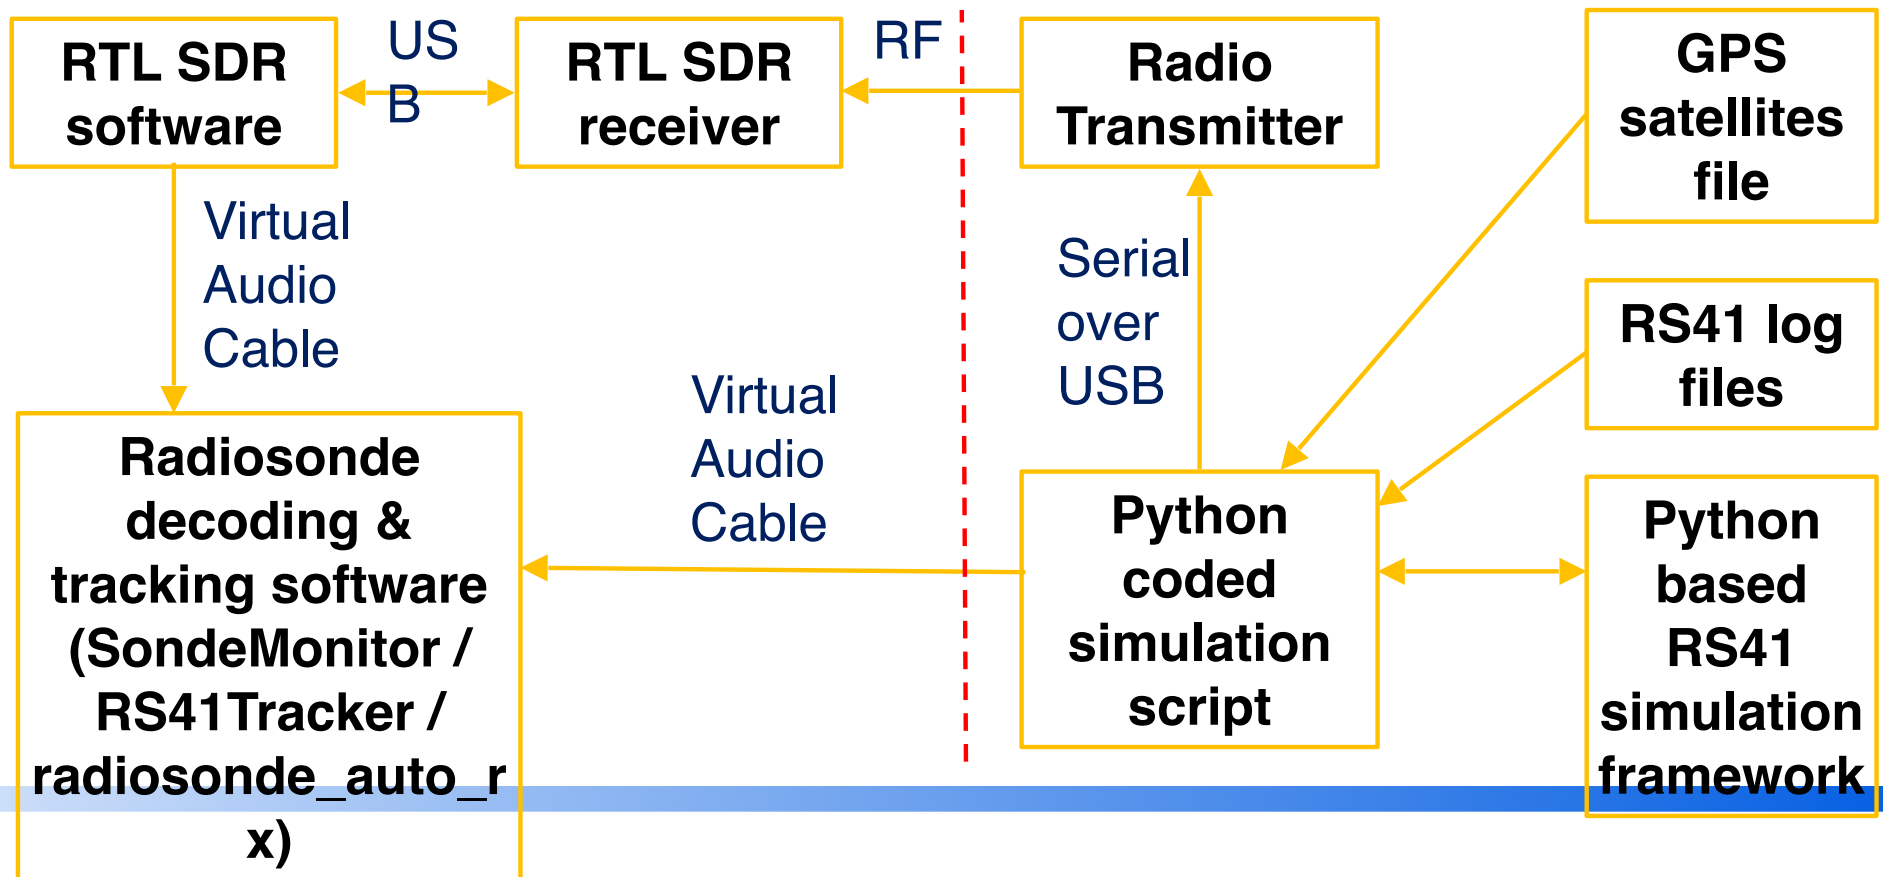 RTL SDR
software
US
B
RTL SDR
receiver
RF
Radio
Transmitter
GPS
satellites
file
Virtual
Audio
Cable
Serial
over
USB
RS41 log
files
Virtual
Audio
Cable
Radiosonde
decoding &
tracking software
(SondeMonitor /
RS41Tracker /
radiosonde_auto_r
x)
Python
coded
simulation
script
Python
based
RS41
simulation
framework